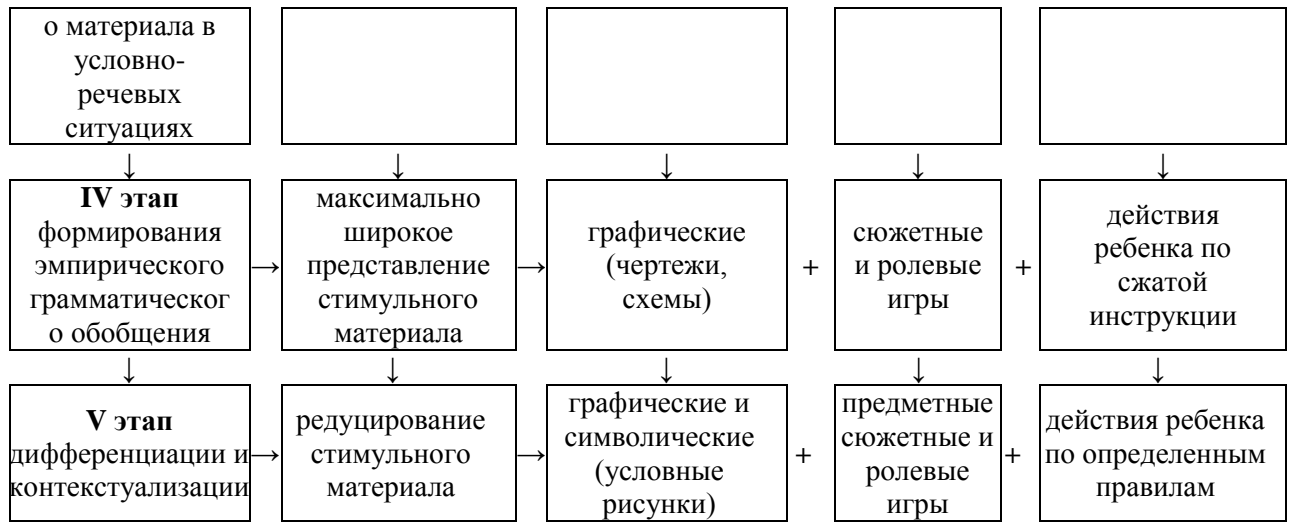 о материала в
условно-
речевых
ситуациях
↓ ↓ ↓ ↓ ↓
IV этап
формирования
эмпирического
грамматическог
о обобщения
→
максимально
широкое
представление
стимульного
материала
→
графические
(чертежи,
схемы)
+
сюжетные
и ролевые
игры
+
действия
ребенка по
сжатой
инструкции
↓ ↓ ↓ ↓ ↓
V этап
дифференциации и
контекстуализации
→
редуцирование
стимульного
материала
→
графические и
символические
(условные
рисунки)
+
предметные
сюжетные и
ролевые
игры
+
действия ребенка
по определенным
правилам